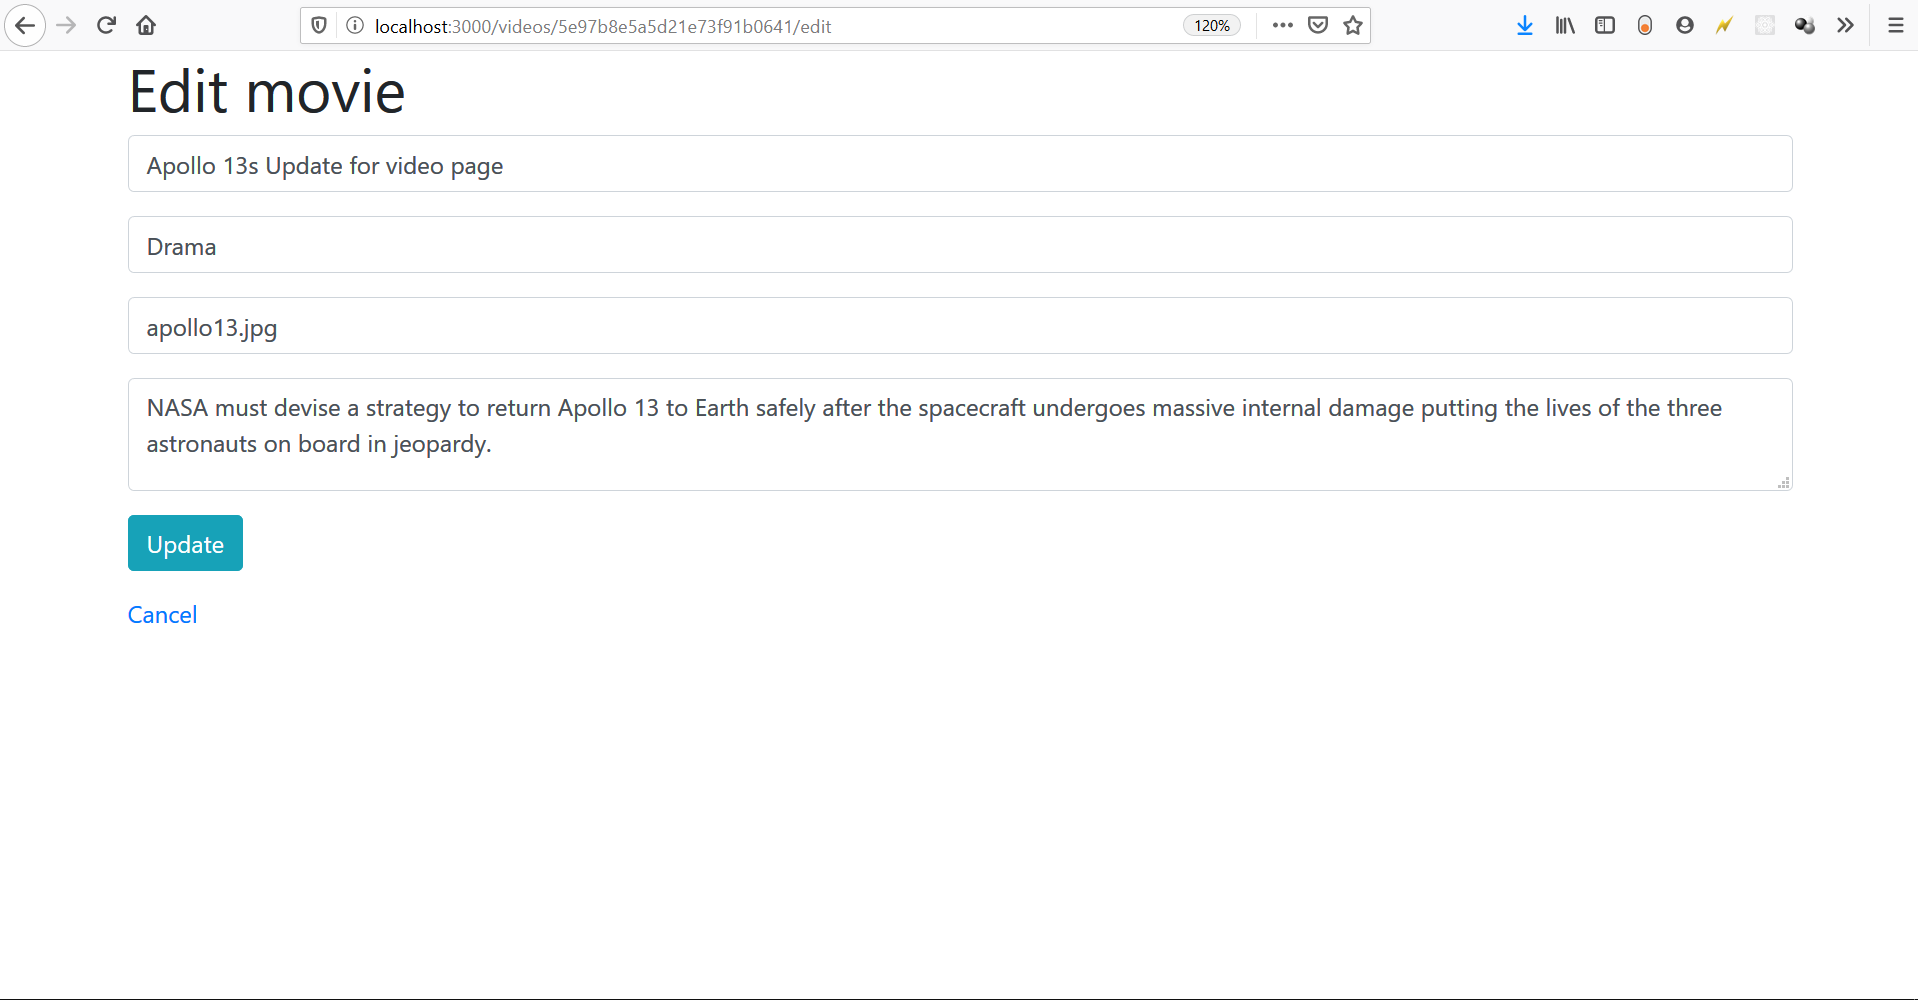 localhost:3000/videos/5e97b8e5a5d21e73f91b0641/edit
120%
Edit movie
Apollo 13s Update for video page
Drama
apollo13.jpg
NASA must devise a strategy to return Apollo 13 to Earth safely after the spacecraft undergoes massive internal damage putting the lives of the three
astronauts on board in jeopardy.
Update
Cancel